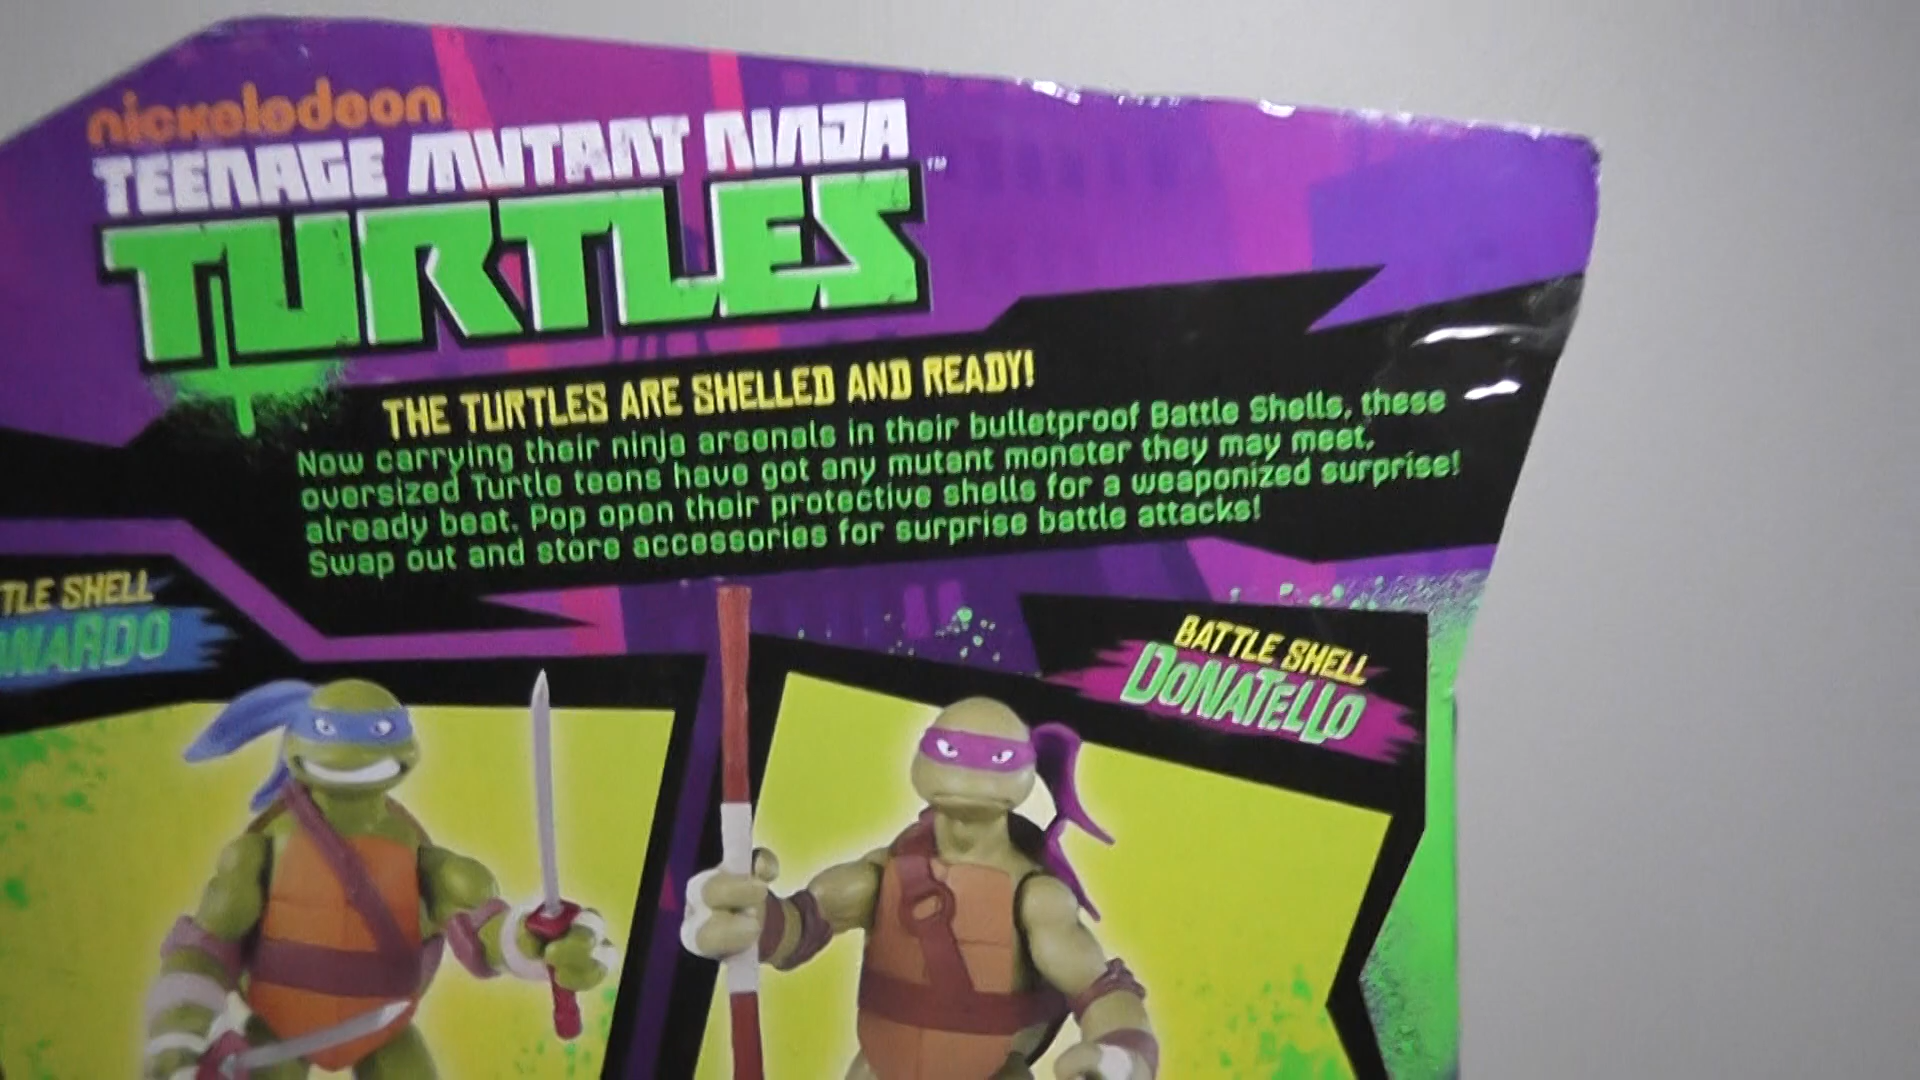 nickelodeon
TEENAGE MUTANT NINJA
TURTLES™
THE TURTLES ARE SHELLED AND READY!
Now carrying their ninja arsenals in their bulletproof Battle Shells, these
oversized Turtle teens have got any mutant monster they may meet,
already beat. Pop open their protective shells for a weaponized surprise!
Swap out and store accessories for surprise battle attacks!
TLE SHELL
NARDO
BATTLE SHELL
DONATELLO